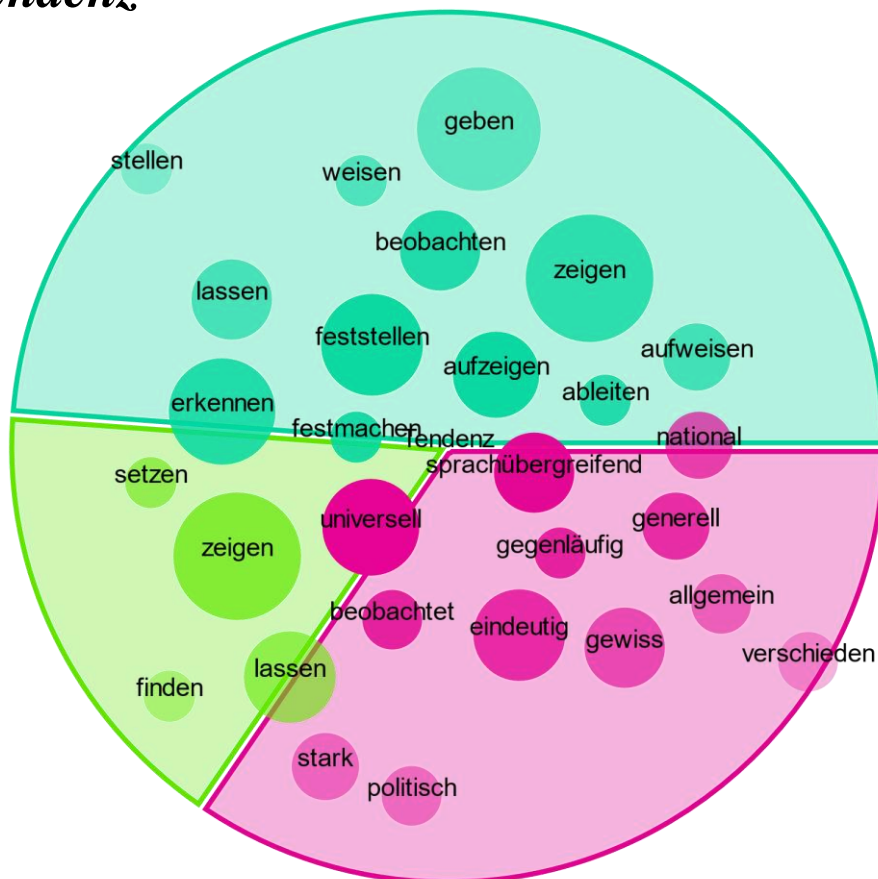 geben
stellen
weisen
beobachten
zeigen
lassen
feststellen
aufweisen
aufzeigen
ableiten
erkennen
festmachen
Tendenz
national
sprachübergreifend
setzen
universell
generell
zeigen
gegenläufig
allgemein
beobachtet
eindeutig
gewiss
verschieden
lassen
finden
stark
politisch